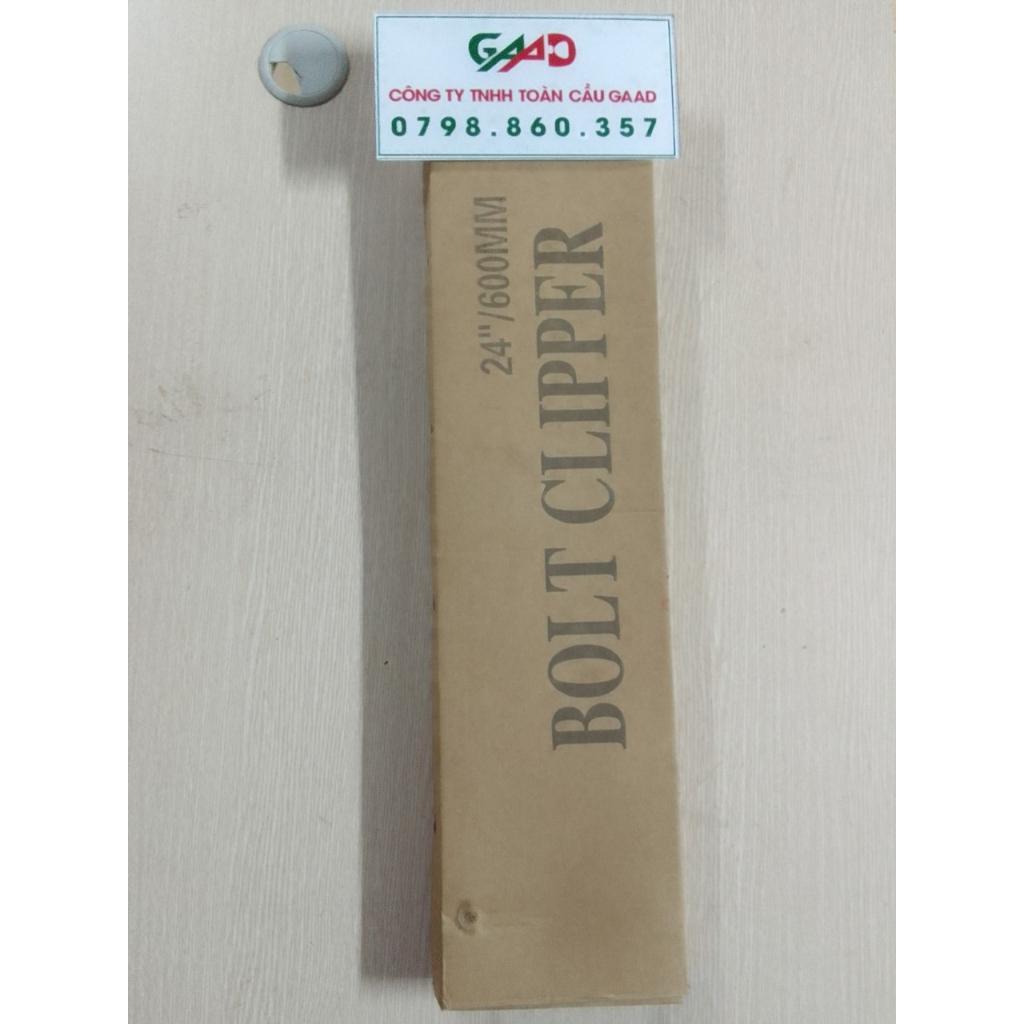 GAAD
CÔNG TY TNHH TOÀN CẦU GAAD
0798.860.357
24"/600MM
BOLT CLIPPER